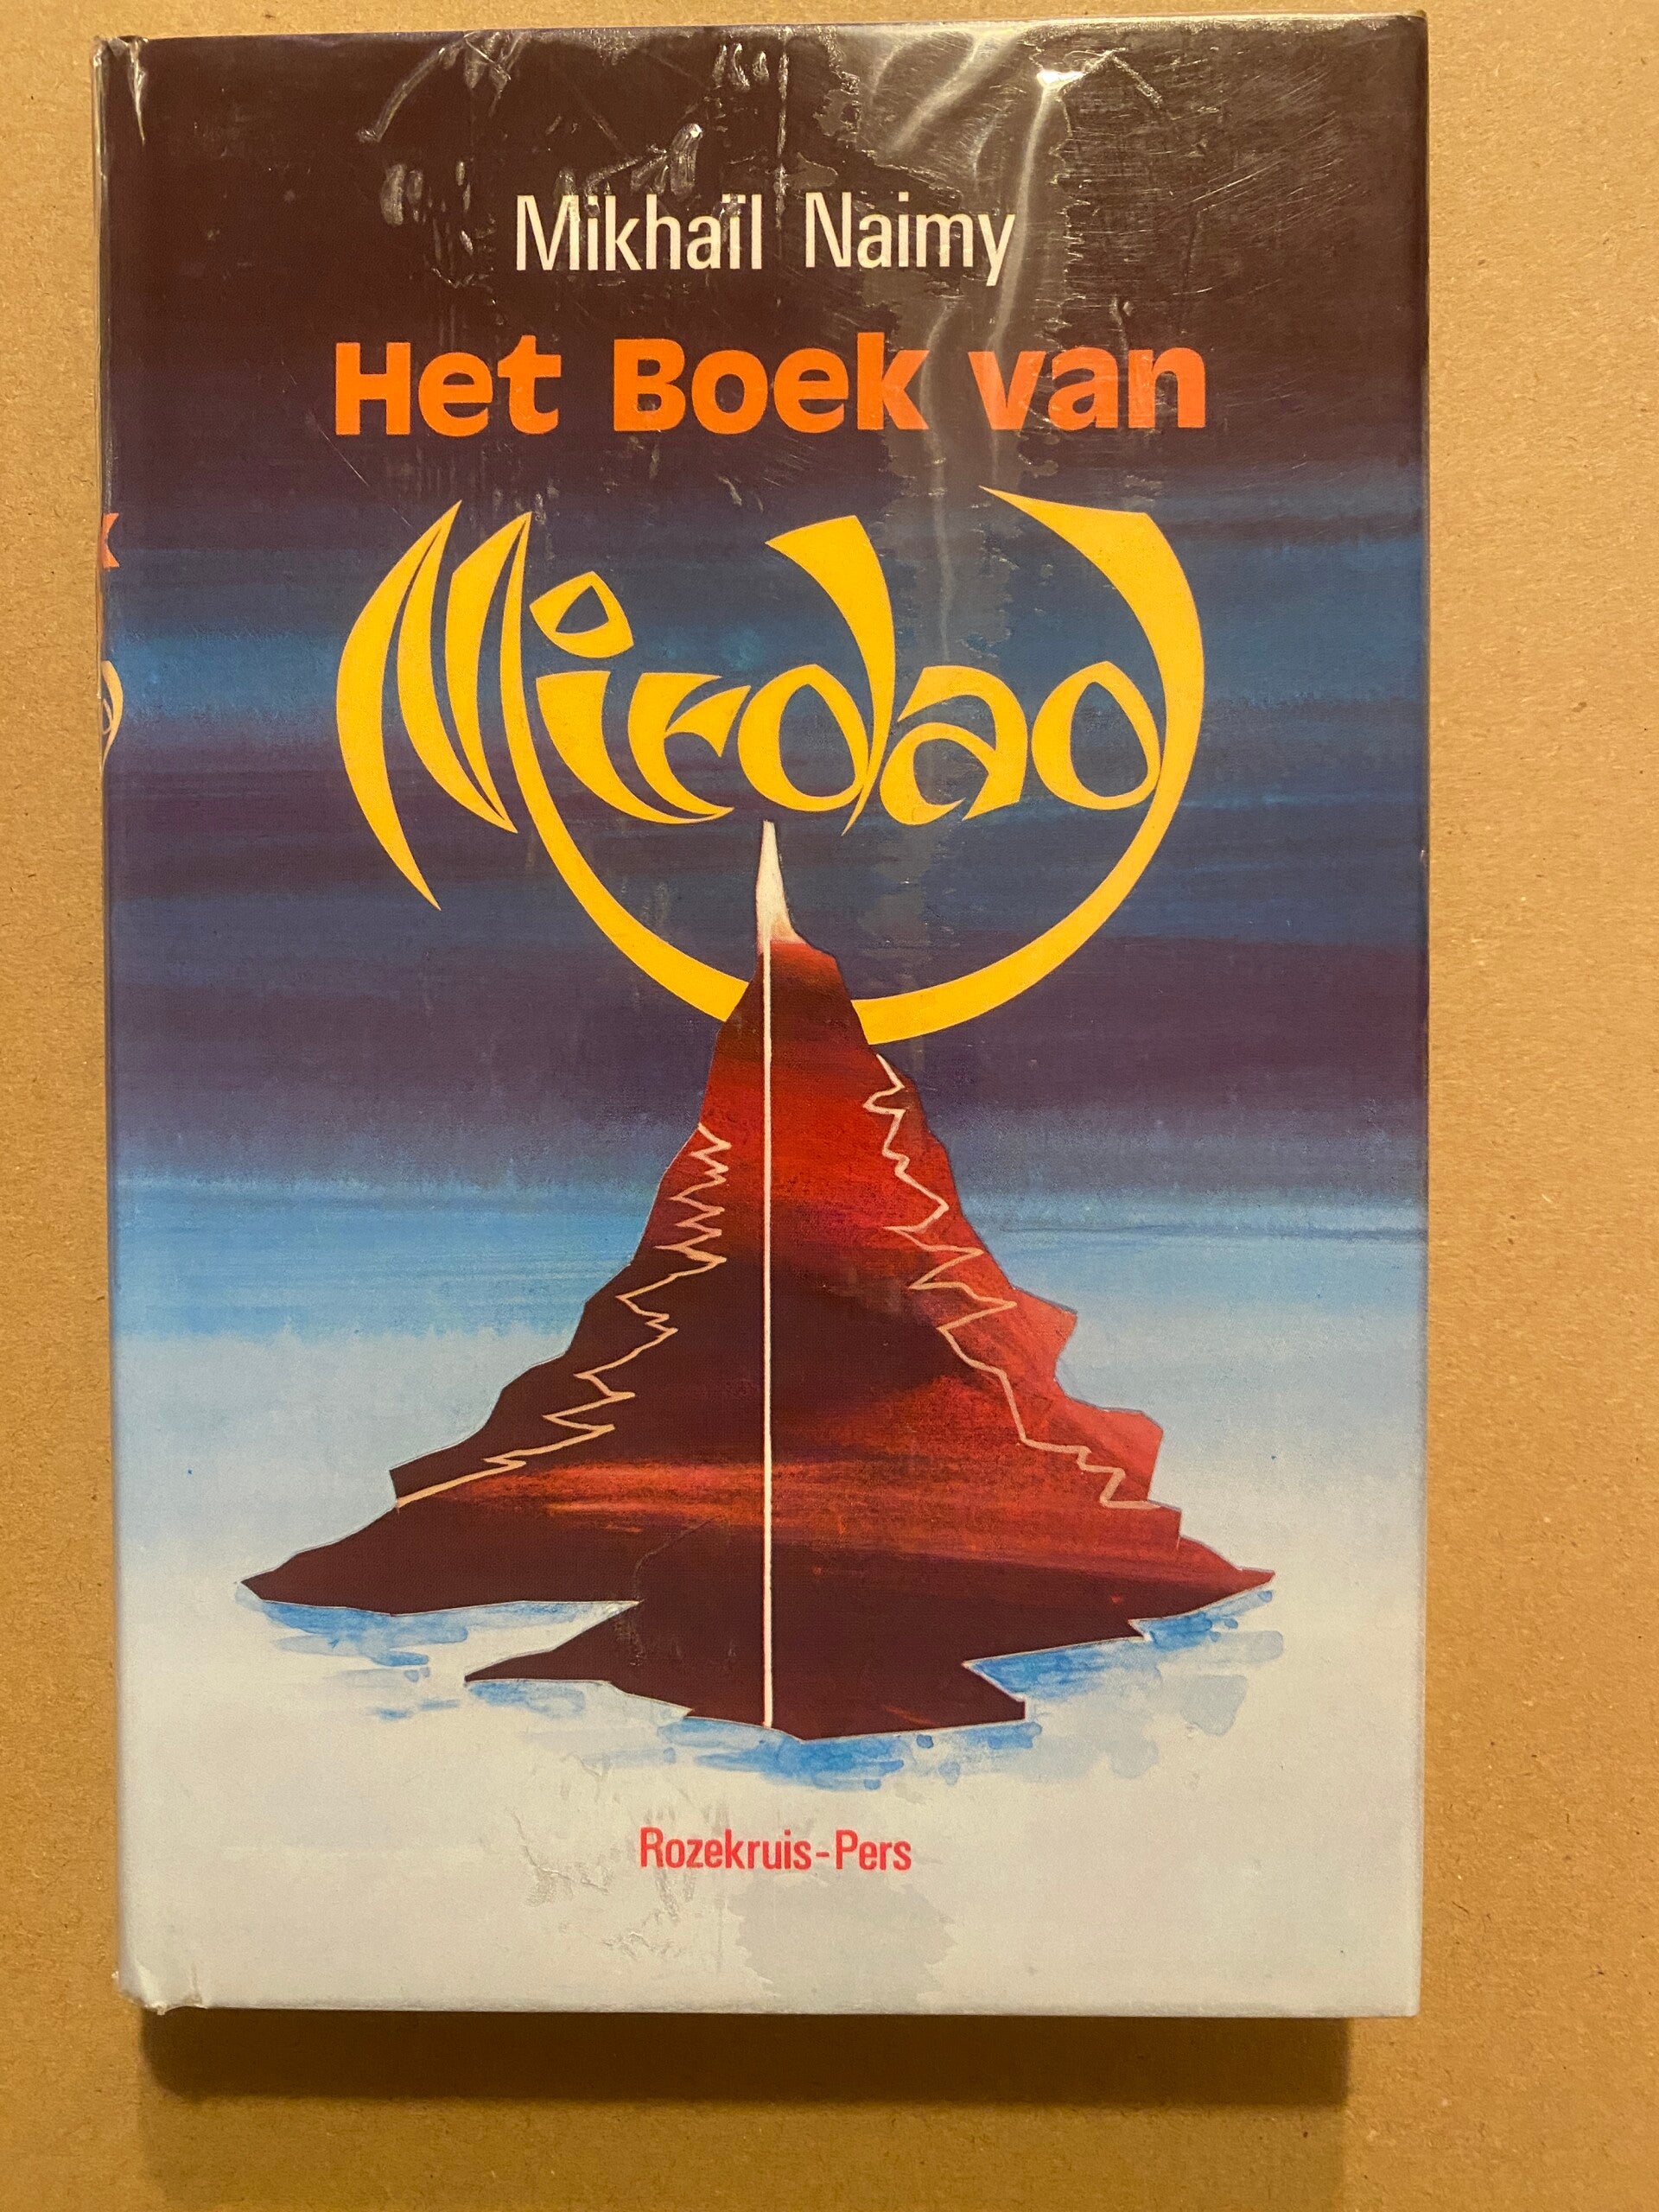 Mikhaïl Naimy
Het Boek van
Mirdad
Rozekruis-Pers